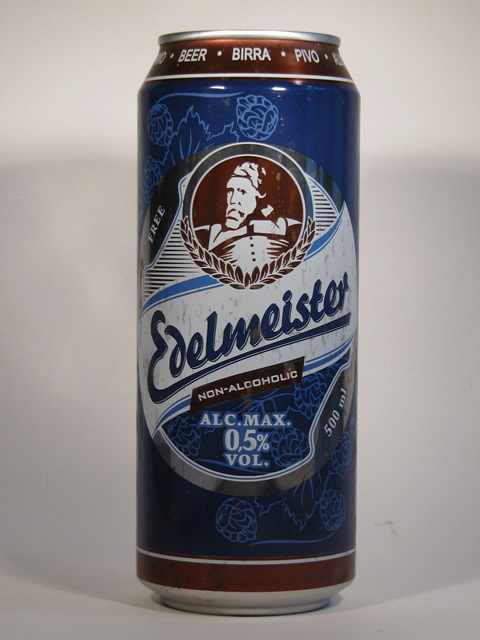 • BEER • BIRRA • PIVO •
FREE
Edelmeister
NON-ALCOHOLIC
ALC.MAX.
0,5%
VOL.
500 ml